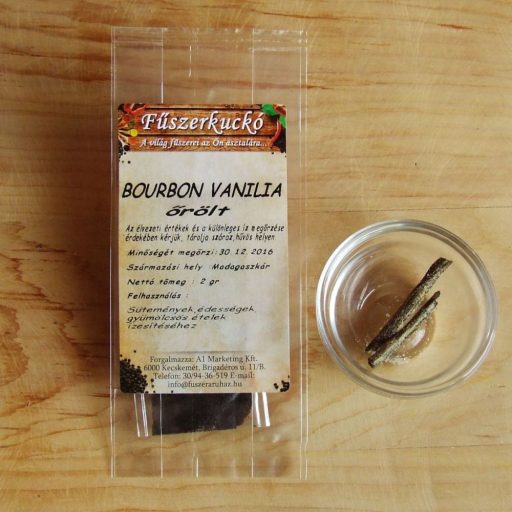 Fűszerkuckó
A világ fűszerei az Ön asztalára...
BOURBON VANILIA
őrölt
Az élvezeti értékek és a különleges íz megőrzése
érdekében kérjük, tárolja száraz, hűvös helyen
Minőségét megőrzi: 30 12 2016
Származási hely Madagaszkár
Nettó tömeg : 2 gr
Felhasználás :
Sütemények, édességek
gyümölcsös ételek
ízesítéséhez
Forgalmazza: A1 Marketing Kft.
6000 Kecskemét, Brigadéros u. 11/B.
Telefon: 30/94-36-519 E-mail:
info@fuszeraruhaz.hu